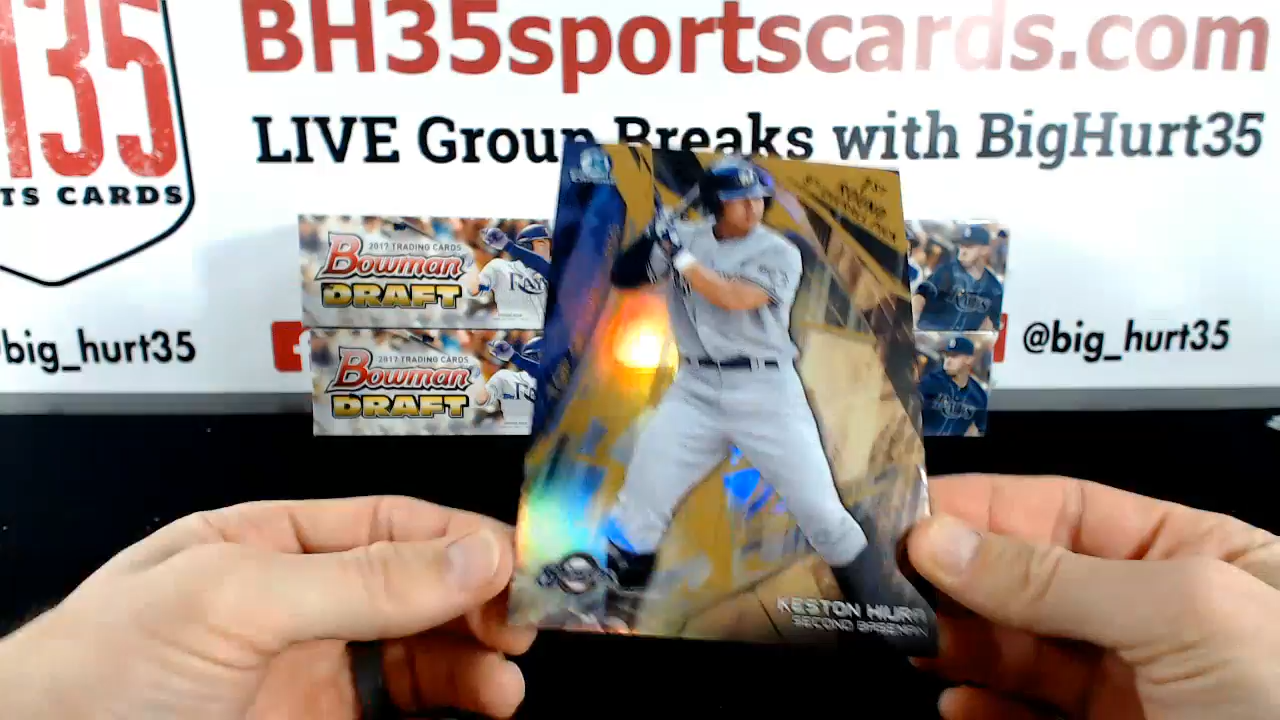 BH35sportscards.com
135
LIVE Group Breaks with BigHurt35
TS CARDS
2017 TRADING CARDS
Bowman
DRAFT
RAYS
big_hurt35
@big_hurt35
2017 TRADING CARDS
Bowman
DRAFT
KESTON HIURA
SECOND BASEMAN